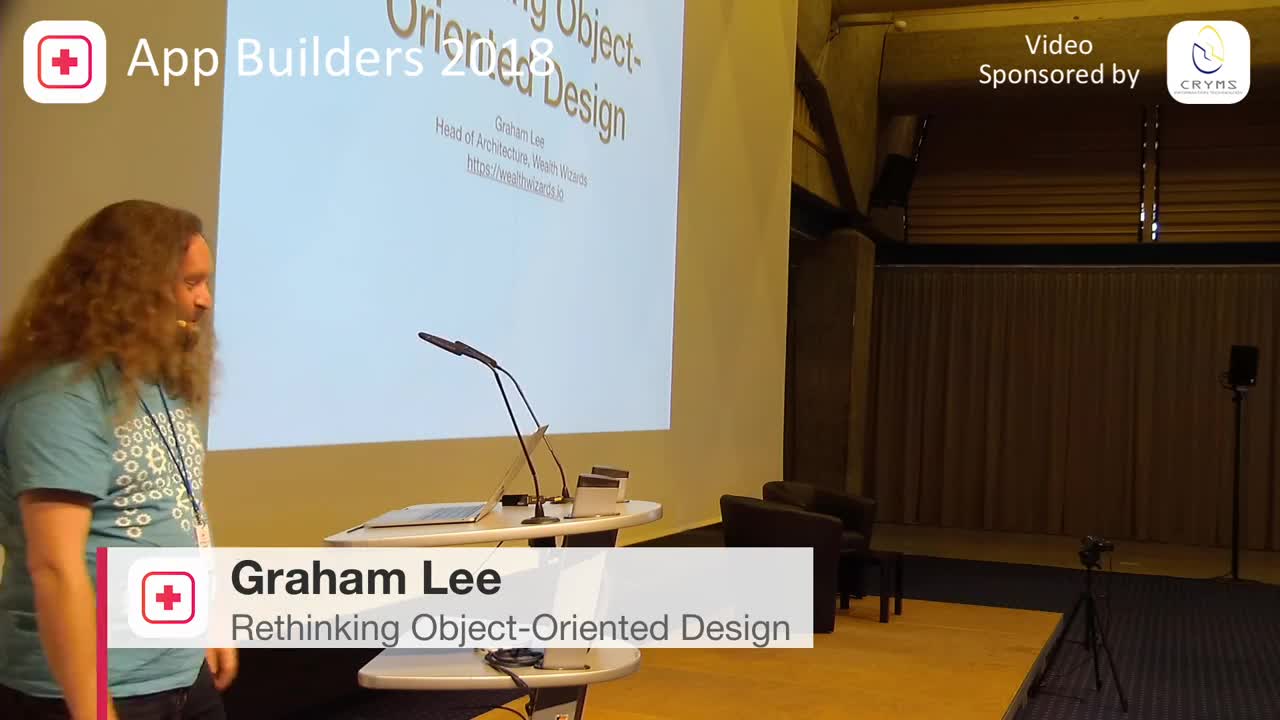 App Builders 2018
Video
Sponsored by
CRYMS
Object-
Oriented Design
Graham Lee
Head of Architecture, Wealth Wizards
https://wealthwizards.io
Graham Lee
Rethinking Object-Oriented Design